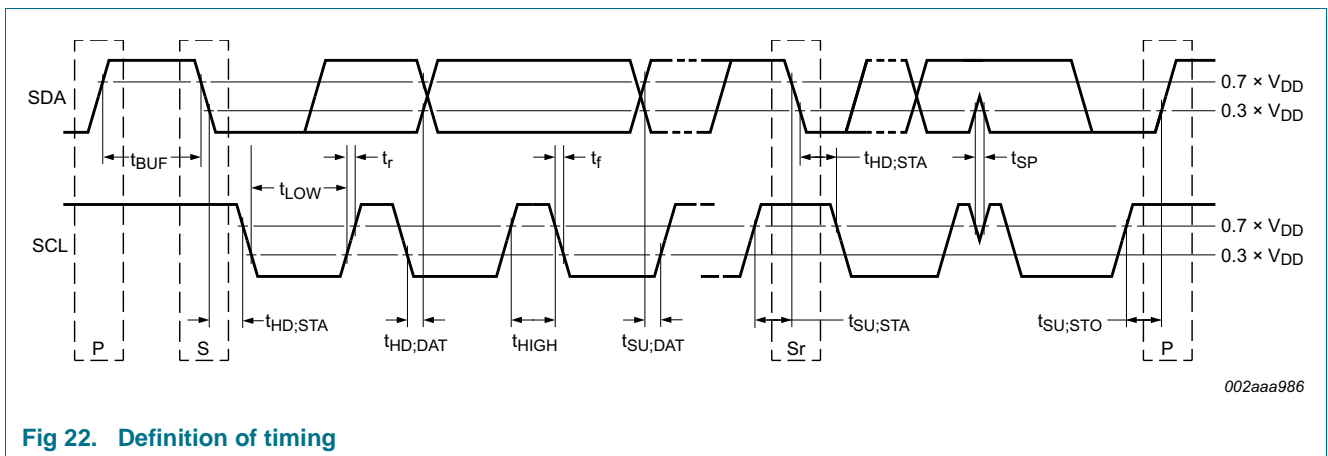 SDA
0.7 × VDD
0.3 × VDD
tBUF
tLOW
tr
tf
tHD;STA
tSP
SCL
0.7 × VDD
0.3 × VDD
tHD;STA
tHD;DAT
tHIGH
tSU;DAT
tSU;STA
tSU;STO
P
S
Sr
P
002aaa986
Fig 22. Definition of timing